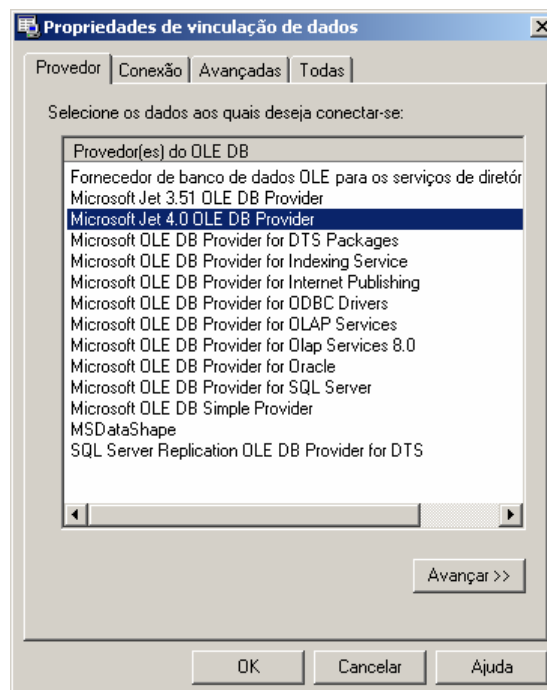 Propriedades de vinculação de dados
Provedor Conexão Avançadas Todas
Selecione os dados aos quais deseja conectar-se:
Provedor(es) do OLE DB
Fornecedor de banco de dados OLE para os serviços de diretór
Microsoft Jet 3.51 OLE DB Provider
Microsoft Jet 4.0 OLE DB Provider
Microsoft OLE DB Provider for DTS Packages
Microsoft OLE DB Provider for Indexing Service
Microsoft OLE DB Provider for Internet Publishing
Microsoft OLE DB Provider for ODBC Drivers
Microsoft OLE DB Provider for OLAP Services
Microsoft OLE DB Provider for Olap Services 8.0
Microsoft OLE DB Provider for Oracle
Microsoft OLE DB Provider for SQL Server
Microsoft OLE DB Simple Provider
MSDataShape
SQL Server Replication OLE DB Provider for DTS
Avançar >>
OK Cancelar Ajuda